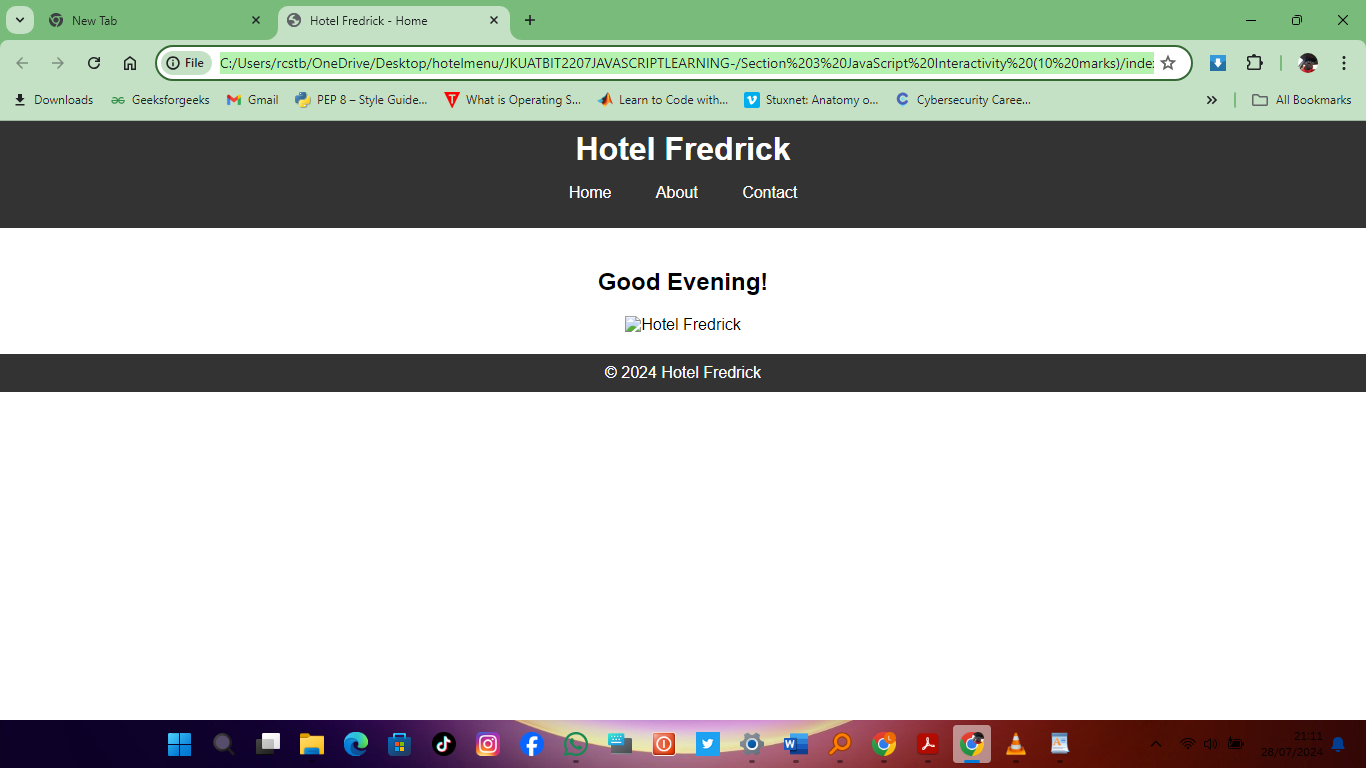 New Tab
Hotel Fredrick - Home
File
C:/Users/rcstb/OneDrive/Desktop/hotelmenu/JKUATBIT2207JAVASCRIPTLEARNING-/Section%203%20JavaScript%20Interactivity%20(10%20marks)/index
Downloads
Geeksforgeeks
Gmail
PEP 8 – Style Guide...
What is Operating S...
Learn to Code with...
Stuxnet: Anatomy o...
Cybersecurity Caree...
All Bookmarks
Hotel Fredrick
Home About Contact
Good Evening!
Hotel Fredrick
© 2024 Hotel Fredrick
21:11
28/07/2024